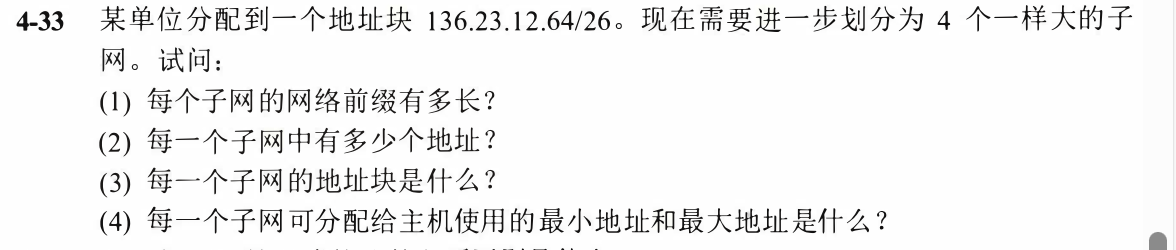 4-33 某单位分配到一个地址块 136.23.12.64/26。现在需要进一步划分为 4 个一样大的子
网。试问：
(1) 每个子网的网络前缀有多长？
(2) 每一个子网中有多少个地址？
(3) 每一个子网的地址块是什么？
(4) 每一个子网可分配给主机使用的最小地址和最大地址是什么？